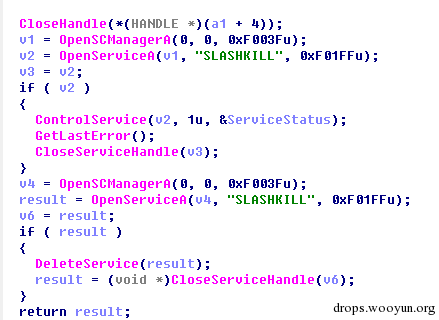 CloseHandle(*(HANDLE *)(a1 + 4));
v1 = OpenSCManagerA(0, 0, 0xF003Fu);
v2 = OpenServiceA(v1, "SLASHKILL", 0xF01FFu);
v3 = v2;
if ( v2 )
{
ControlService(v2, 1u, &ServiceStatus);
GetLastError();
CloseServiceHandle(v3);
}
v4 = OpenSCManagerA(0, 0, 0xF003Fu);
result = OpenServiceA(v4, "SLASHKILL", 0xF01FFu);
v6 = result;
if ( result )
{
DeleteService(result);
result = (void *)CloseServiceHandle(v6);
}
return result;
drops.wooyun.org